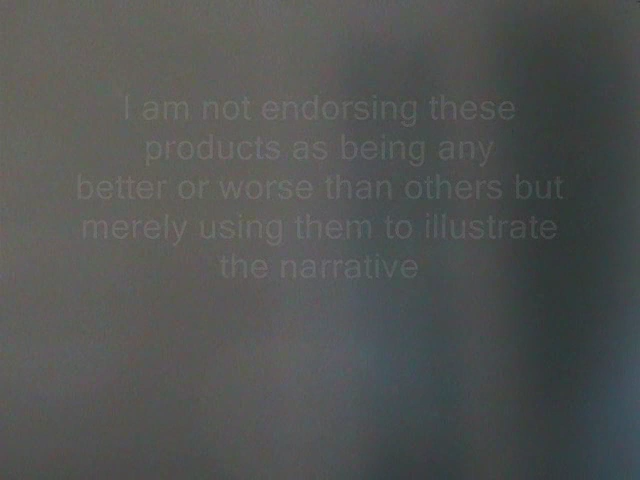 I am not endorsing these
products as being any
better or worse than others but
merely using them to illustrate
the narrative